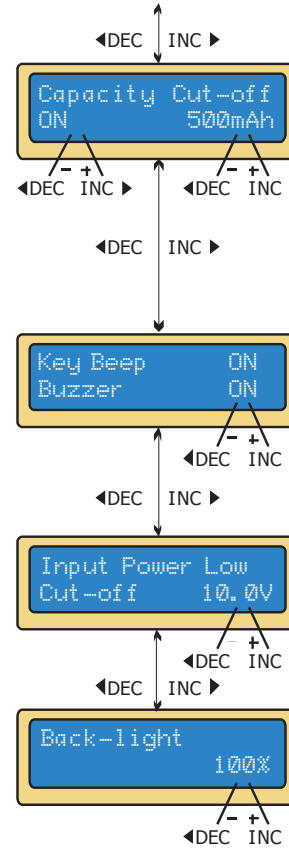 ◀DEC INC ▶
Capacity Cut-off
ON 500mAh
- + - +
◀DEC INC ▶ ◀DEC INC ▶
◀DEC INC ▶
Key Beep ON
Buzzer ON
- +
◀DEC INC
◀DEC INC ▶
Input Power Low
Cut-off 10.0V
- +
◀DEC INC
◀DEC INC ▶
Back-light
100%
- +
◀DEC INC